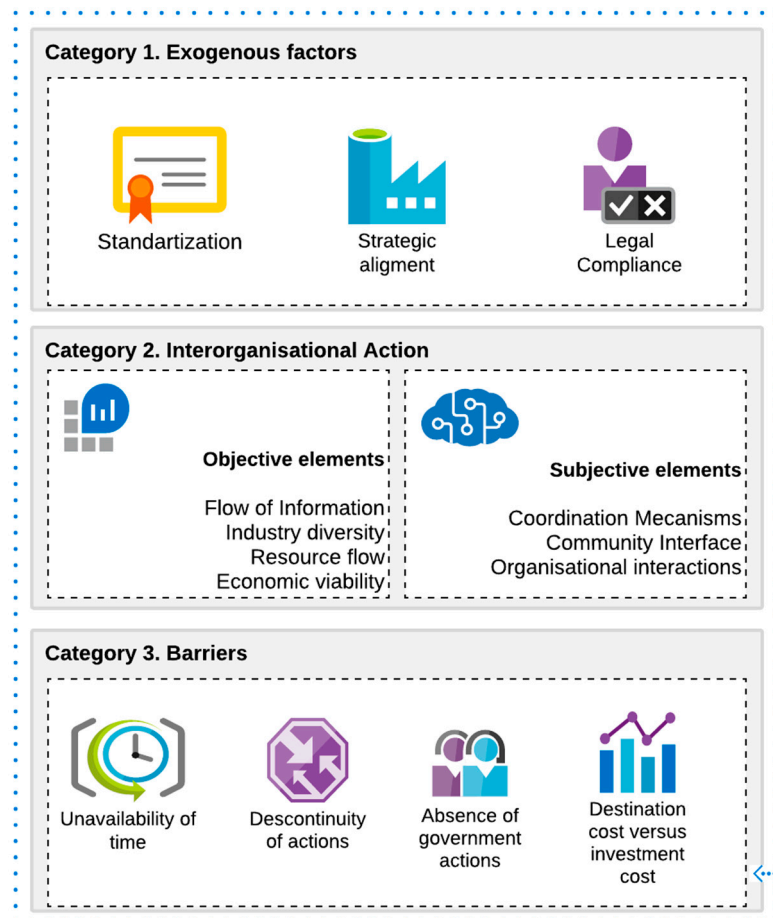 Category 1. Exogenous factors
Standartization
Strategic
aligment
Legal
Compliance
Category 2. Interorganisational Action
Objective elements
Flow of Information
Industry diversity
Resource flow
Economic viability
Subjective elements
Coordination Mecanisms
Community Interface
Organisational interactions
Category 3. Barriers
Unavailability of
time
Descontinuity
of actions
Absence of
government
actions
Destination
cost versus
investment
cost